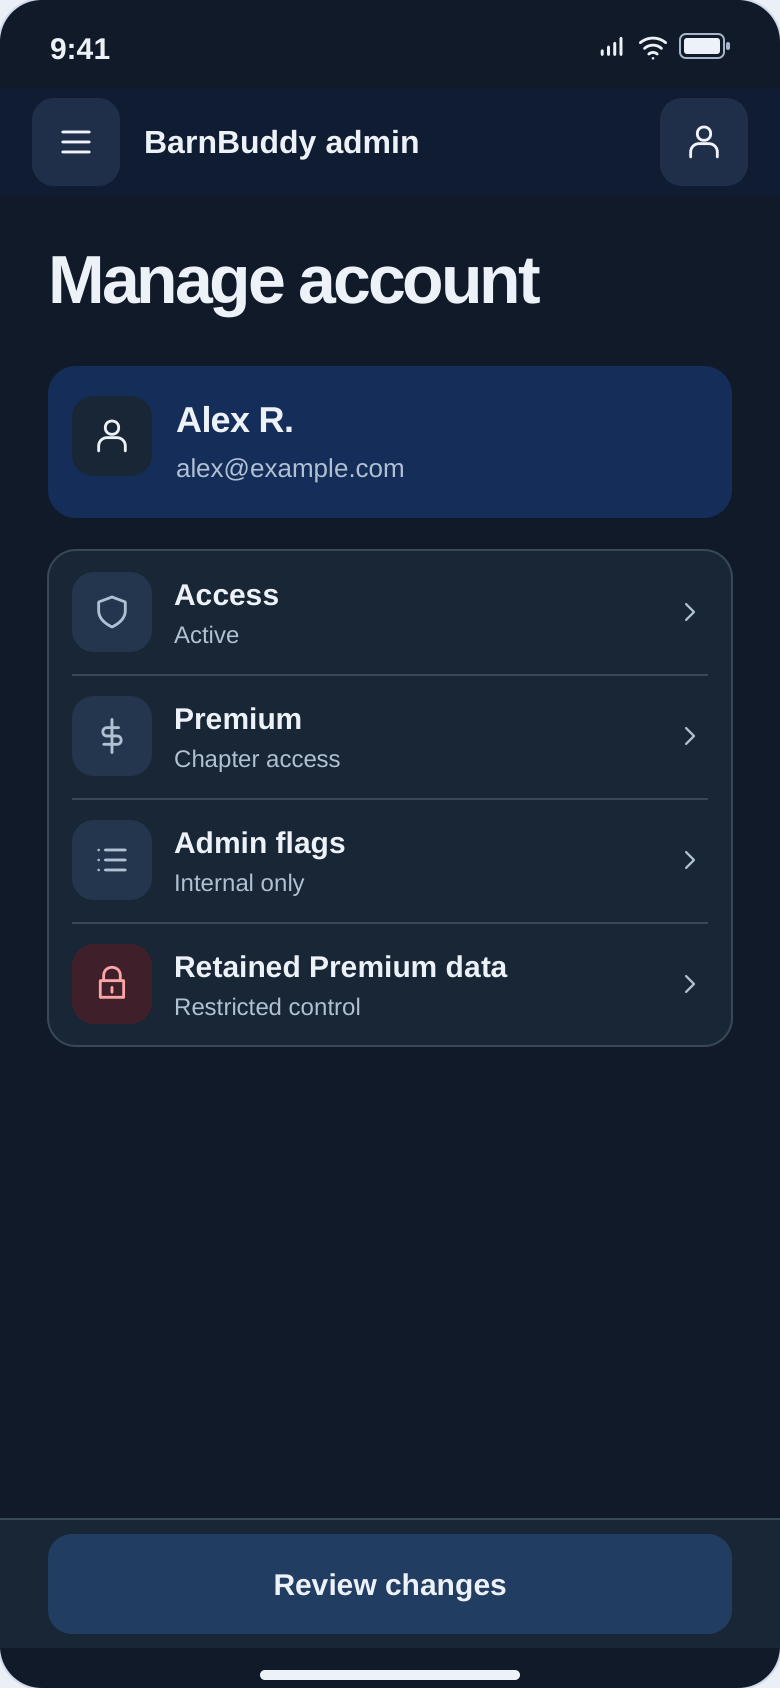 9:41
BarnBuddy admin
Manage account
Alex R.
alex@example.com
Access
Active
Premium
Chapter access
Admin flags
Internal only
Retained Premium data
Restricted control
Review changes